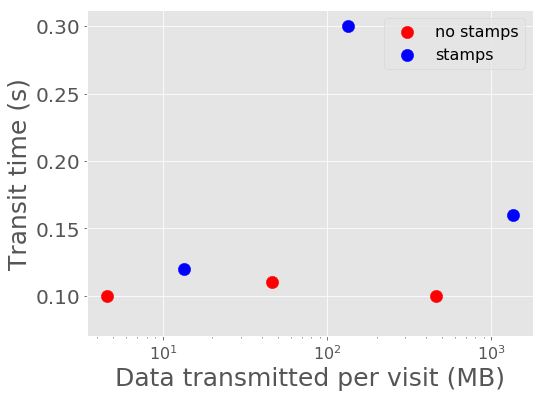 no stamps
stamps
0.30
0.25
0.20
0.15
0.10
Transit time (s)
10¹ 10² 10³
Data transmitted per visit (MB)